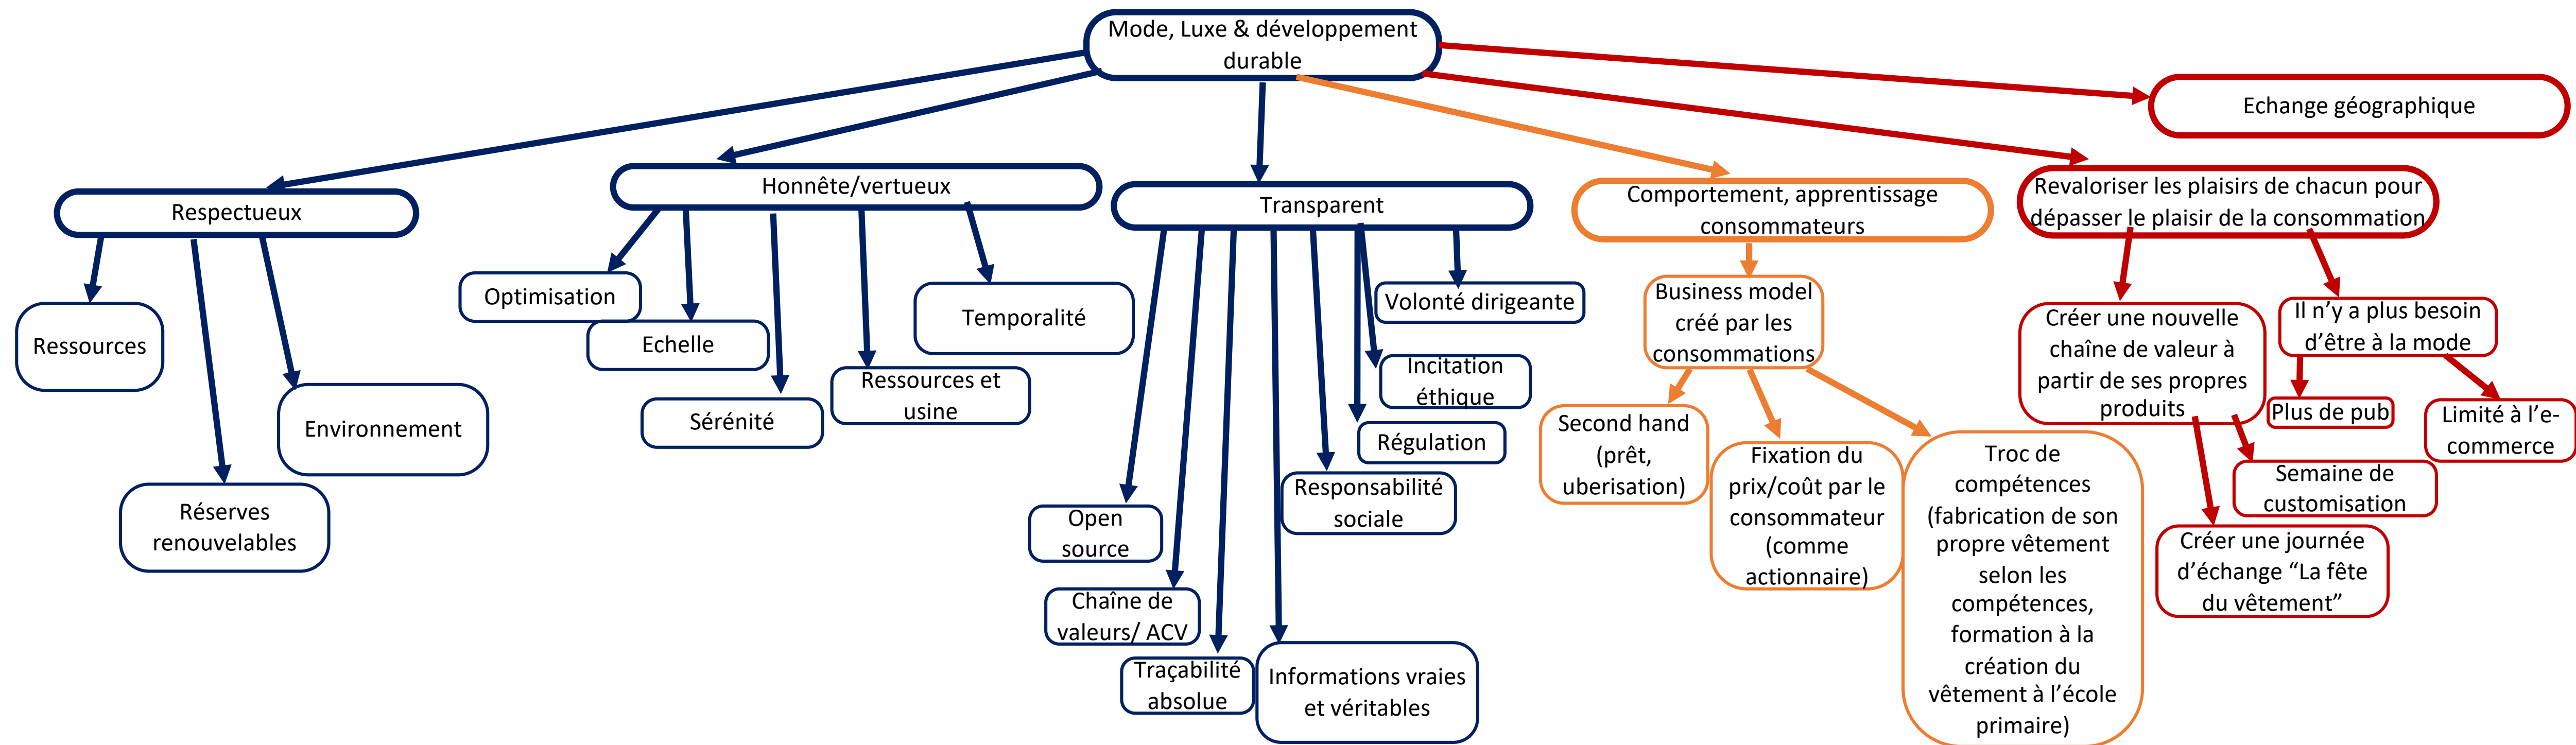 Mode, Luxe & développement
durable
Echange géographique
Respectueux
Ressources
Réserves
renouvelables
Environnement
Honnête/vertueux
Optimisation
Echelle
Sérénité
Ressources et
usine
Temporalité
Transparent
Open
source
Chaîne de
valeurs/ ACV
Traçabilité
absolue
Informations vraies
et véritables
Responsabilité
sociale
Régulation
Incitation
éthique
Volonté dirigeante
Comportement, apprentissage
consommateurs
Business model
créé par les
consommations
Second hand
(prêt,
uberisation)
Fixation du
prix/coût par le
consommateur
(comme
actionnaire)
Troc de
compétences
(fabrication de son
propre vêtement
selon les
compétences,
formation à la
création du
vêtement à l’école
primaire)
Revaloriser les plaisirs de chacun pour
dépasser le plaisir de la consommation
Créer une nouvelle
chaîne de valeur à
partir de ses propres
produits
Créer une journée
d’échange “La fête
du vêtement”
Semaine de
customisation
Il n’y a plus besoin
d’être à la mode
Plus de pub
Limité à l’e-
commerce